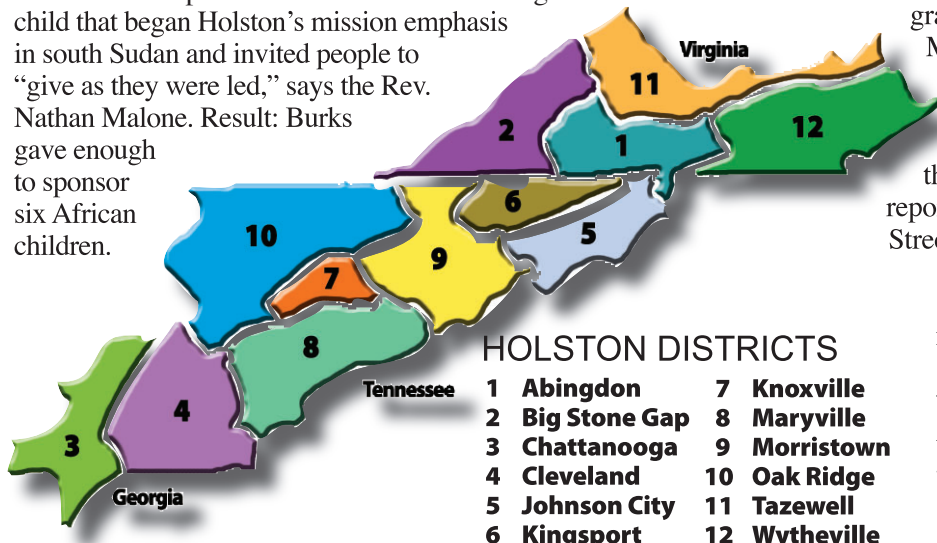 child that began Holston’s mission emphasis
in south Sudan and invited people to
“give as they were led,” says the Rev.
Nathan Malone. Result: Burks
gave enough
to sponsor
six African
children.
Virginia
11
2
1
12
6
5
10
9
7
8
Tennessee
4
3
Georgia
HOLSTON DISTRICTS
1 Abingdon
2 Big Stone Gap
3 Chattanooga
4 Cleveland
5 Johnson City
6 Kingsport
7 Knoxville
8 Maryville
9 Morristown
10 Oak Ridge
11 Tazewell
12 Wytheville
gra
M
th
repo
Stree